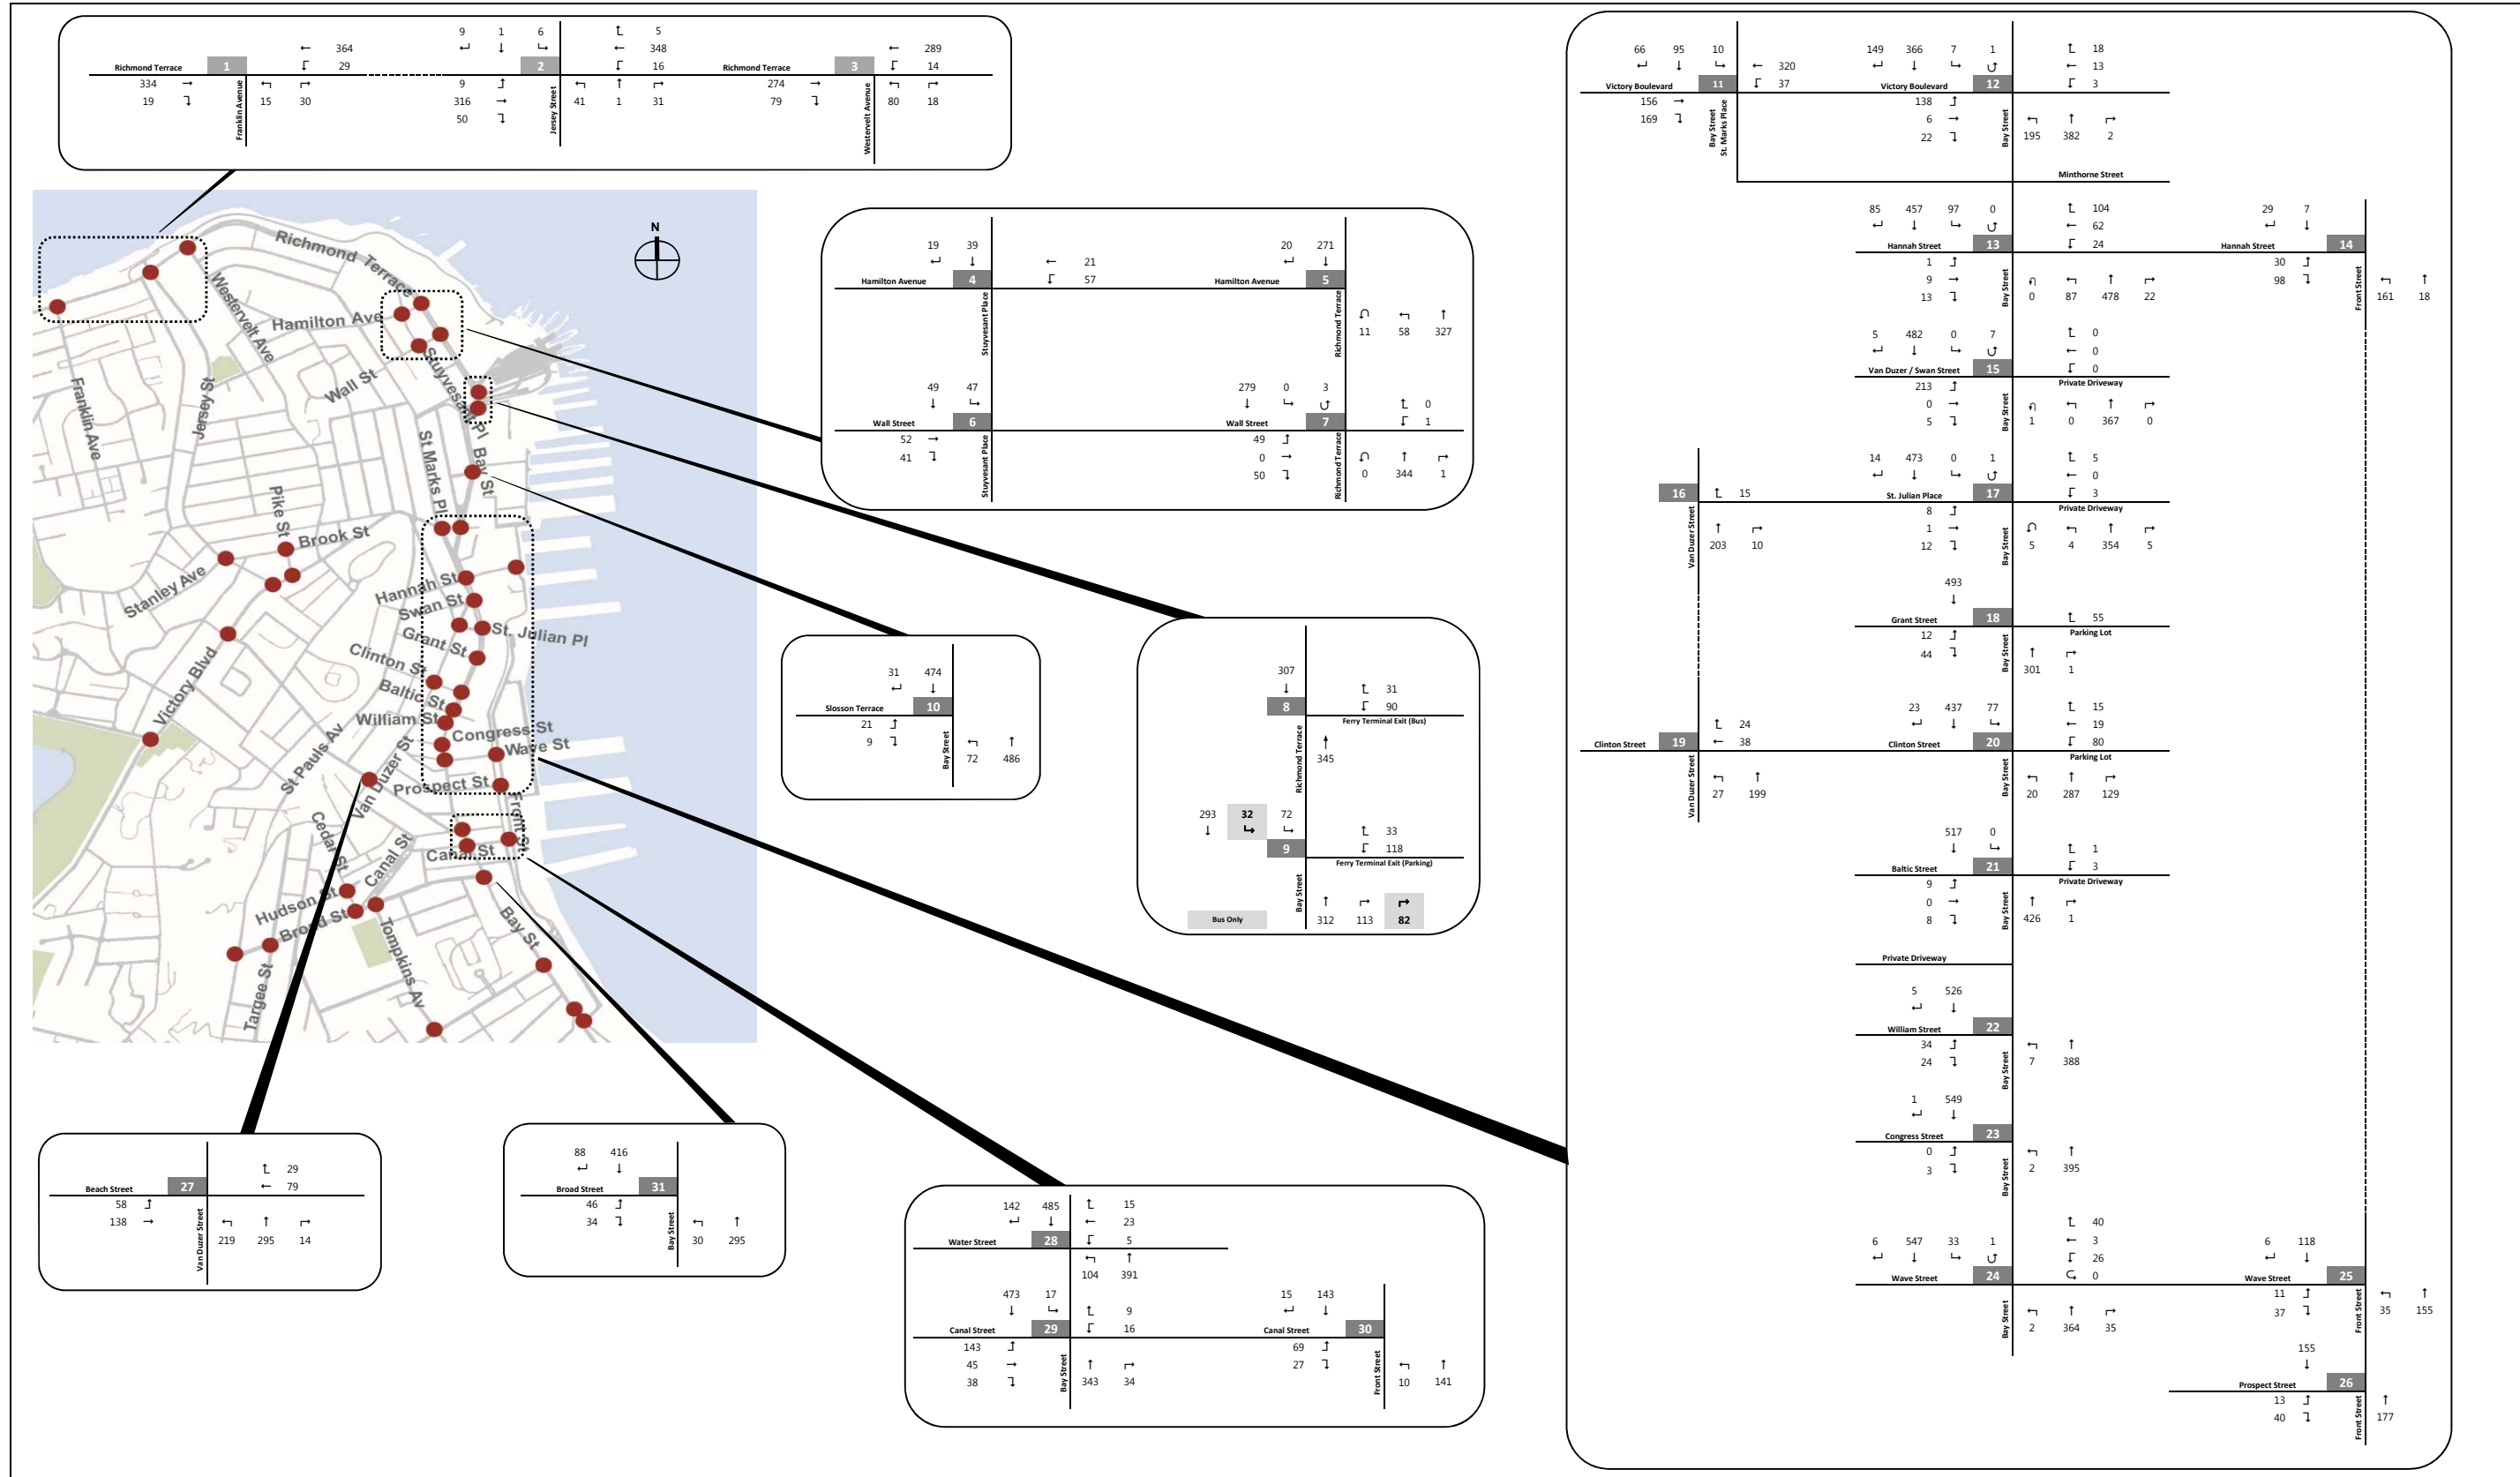 9 1 6 ↰ 5
← 364 ↵ ↓ ↳ ← 348 ← 289
Richmond Terrace 1 29 2 16 Richmond Terrace 3 14
334 → 9 274 →
19 15 30 316 → 41 1 31 79 80 18
50
Franklin Avenue
Jersey Street
Westervelt Avenue
N
Richmond Terrace
Westervelt Ave
Hamilton Ave
Stuyvesant Pl
Wall St
Franklin Ave
Jersey St
St Marks Pl
Bay St
Pike St
Brook St
Stanley Ave
Hannah St
Swan St
St. Julian Pl
Grant St
Clinton St
Baltic St
Victory Blvd
William St
Congress St
Wave St
St Pauls Av
Van Duzer St
Prospect St
Front St
Cedar St
Canal St
Canal St
Hudson St
Broad St
Tompkins Av
Bay St
Targee St
19 39 20 271
← 21
Hamilton Avenue 4 57 Hamilton Avenue 5
Stuyvesant Place
Richmond Terrace
11 58 327
49 47 279 0 3
0
Wall Street 6 Wall Street 7 1
52 → 49
41 0 →
50 0 344 1
Stuyvesant Place
Richmond Terrace
31 474
Slosson Terrace 10
21
9
Bay Street
72 486
307
31
8 90
Ferry Terminal Exit (Bus)
Richmond Terrace
345
293 32 72
33
9 118
Ferry Terminal Exit (Parking)
Bay Street
Bus Only 312 113 82
66 95 10 149 366 7 1 18
← 320 ← 13
Victory Boulevard 11 37 Victory Boulevard 12 3
156 → 138
169 6 →
22 195 382 2
Bay Street
St. Marks Place
Bay Street
Minthorne Street
85 457 97 0 104 29 7
← 62
Hannah Street 13 24 Hannah Street 14
1 30
9 → 98
13 0 87 478 22 161 18
Bay Street
Front Street
5 482 0 7 0
← 0
Van Duzer / Swan Street 15 0
213 Private Driveway
0 →
5 1 0 367 0
Bay Street
14 473 0 1 5
← 0
16 15 St. Julian Place 17 3
8 Private Driveway
1 →
203 10 12 5 4 354 5
Van Duzer Street
Bay Street
493
Grant Street 18 55
12 Parking Lot
44 301 1
Bay Street
23 437 77 15
24 ← 19
Clinton Street 19 ← 38 Clinton Street 20 80
Parking Lot
27 199 20 287 129
Van Duzer Street
Bay Street
517 0
1
Baltic Street 21 3
9 Private Driveway
0 →
8 426 1
Bay Street
Private Driveway
5 526
William Street 22
34
24 7 388
Bay Street
1 549
Congress Street 23
0
3 2 395
Bay Street
40
6 547 33 1 ← 3 6 118
26
Wave Street 24 0 Wave Street 25
11
37 35 155
2 364 35
Bay Street
Front Street
155
Prospect Street 26
13
40 177
Front Street
29
Beach Street 27 ← 79
58
138 →
219 295 14
Van Duzer Street
88 416
Broad Street 31
46
34
30 295
Bay Street
142 485 15
← 23
Water Street 28 5
104 391
473 17 15 143
9
Canal Street 29 16 Canal Street 30
143 69
45 → 27
38 343 34 10 141
Bay Street
Front Street